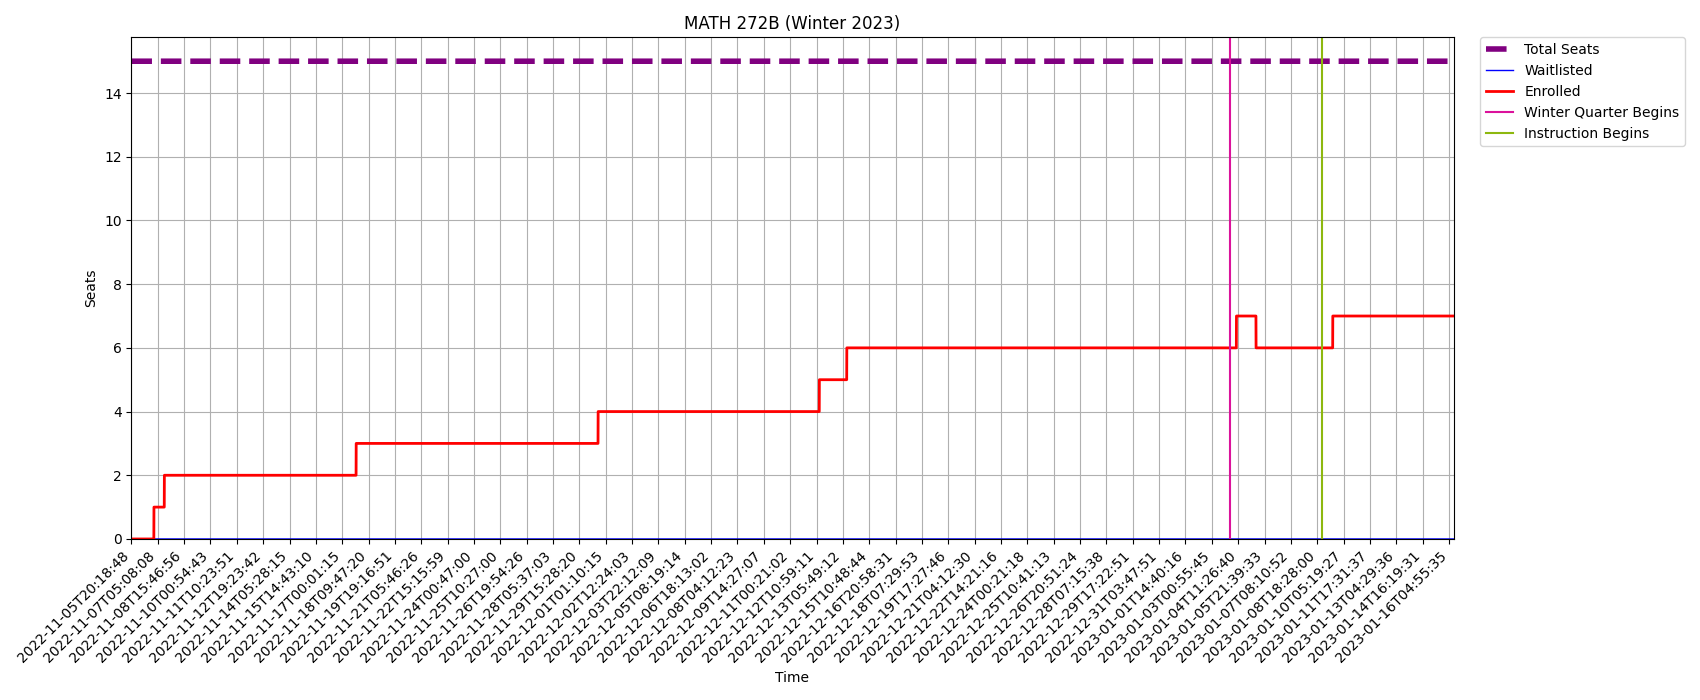 MATH 272B (Winter 2023)
Total Seats
Waitlisted
Enrolled
Winter Quarter Begins
Instruction Begins
Seats
14
12
10
8
6
4
2
0
2022-11-05T20:18:48
2022-11-07T05:08:08
2022-11-08T15:46:56
2022-11-10T00:54:43
2022-11-11T10:23:51
2022-11-12T19:23:42
2022-11-14T05:28:15
2022-11-15T14:43:10
2022-11-17T00:01:15
2022-11-18T09:47:20
2022-11-19T19:16:51
2022-11-21T05:46:26
2022-11-22T15:15:59
2022-11-24T00:47:00
2022-11-25T10:27:00
2022-11-26T19:54:26
2022-11-28T05:37:03
2022-11-29T15:28:20
2022-12-01T01:10:15
2022-12-02T12:24:03
2022-12-03T22:12:09
2022-12-05T08:19:14
2022-12-06T18:13:02
2022-12-08T04:12:23
2022-12-09T14:27:07
2022-12-11T00:21:02
2022-12-12T10:59:11
2022-12-13T05:49:12
2022-12-15T10:48:44
2022-12-16T20:58:31
2022-12-18T07:29:53
2022-12-19T17:27:46
2022-12-21T04:12:30
2022-12-22T14:21:16
2022-12-24T00:21:18
2022-12-25T10:41:13
2022-12-26T20:51:24
2022-12-28T07:15:38
2022-12-29T17:22:51
2022-12-31T03:47:51
2023-01-01T14:40:16
2023-01-03T00:55:45
2023-01-04T11:26:40
2023-01-05T21:39:33
2023-01-07T08:10:52
2023-01-08T18:28:00
2023-01-10T05:19:27
2023-01-11T17:31:37
2023-01-13T04:29:36
2023-01-14T16:19:31
2023-01-16T04:55:35
Time